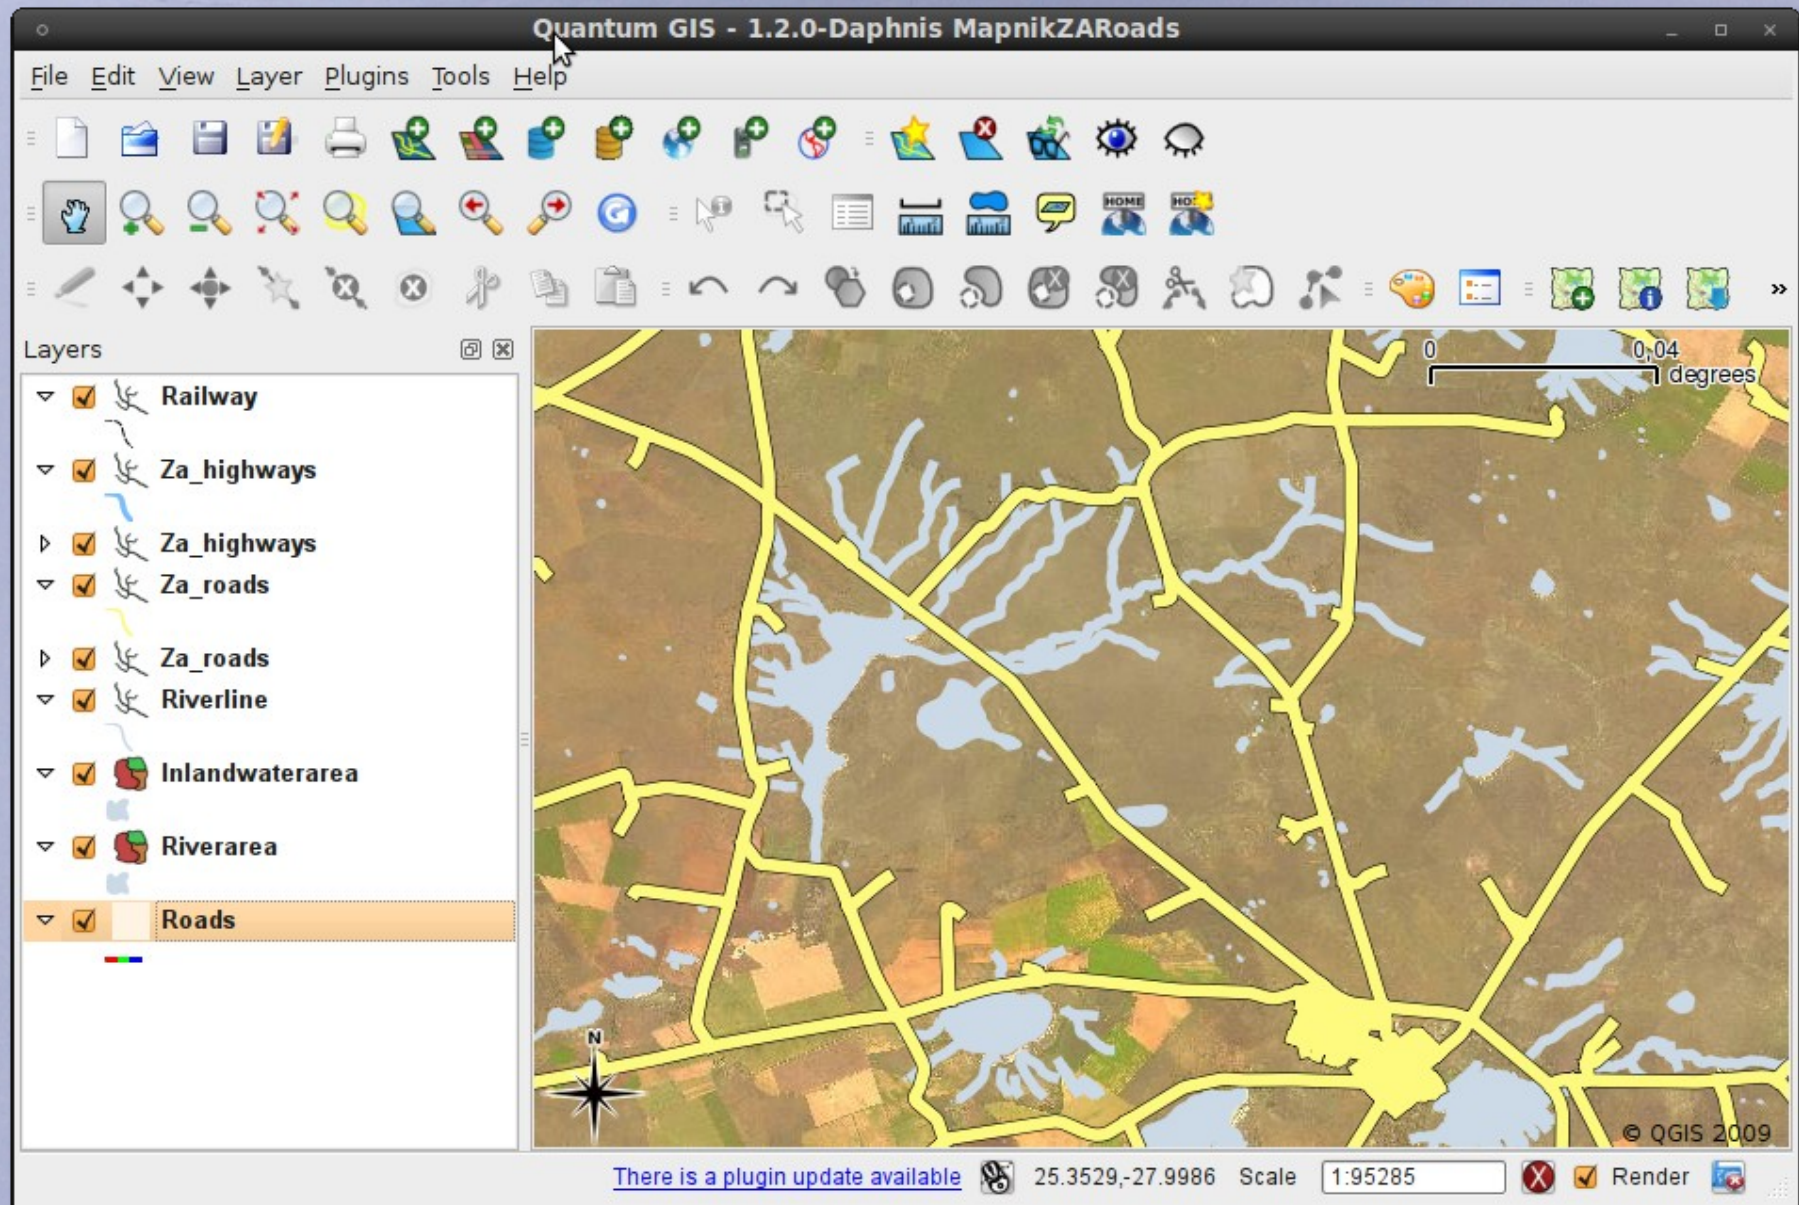 Quantum GIS - 1.2.0-Daphnis MapnikZARoads
File Edit View Layer Plugins Tools Help
HOME HO
Layers
0 0,04
degrees
Railway
Za_highways
Za_highways
Za_roads
Za_roads
Riverline
Inlandwaterarea
Riverarea
Roads
N
© QGIS 2009
There is a plugin update available 25.3529,-27.9986 Scale 1:95285 Render